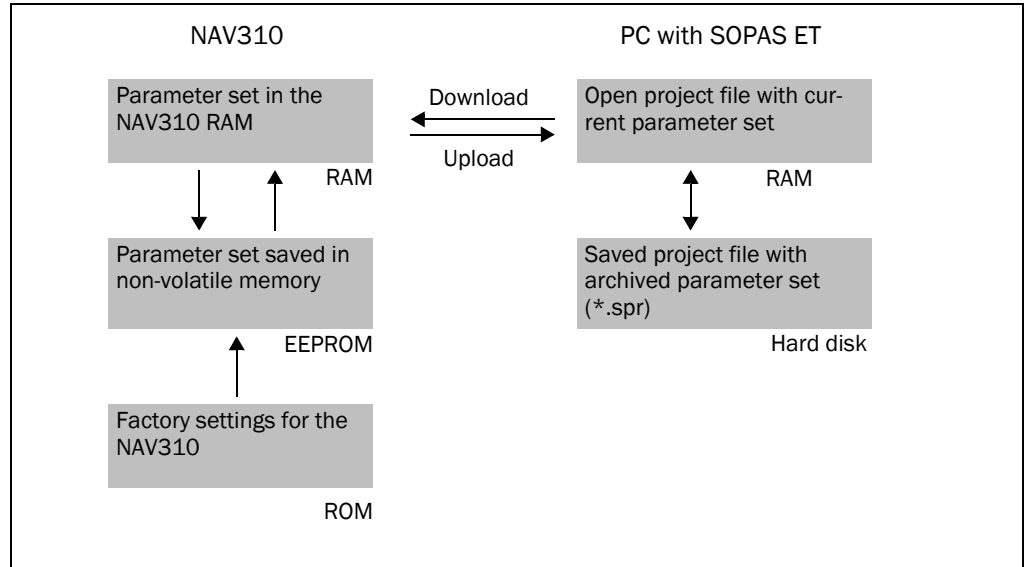 NAV310
PC with SOPAS ET
Parameter set in the
NAV310 RAM
RAM
Download
Upload
Open project file with cur-
rent parameter set
RAM
Parameter set saved in
non-volatile memory
EEPROM
Saved project file with
archived parameter set
(*.spr)
Hard disk
Factory settings for the
NAV310
ROM